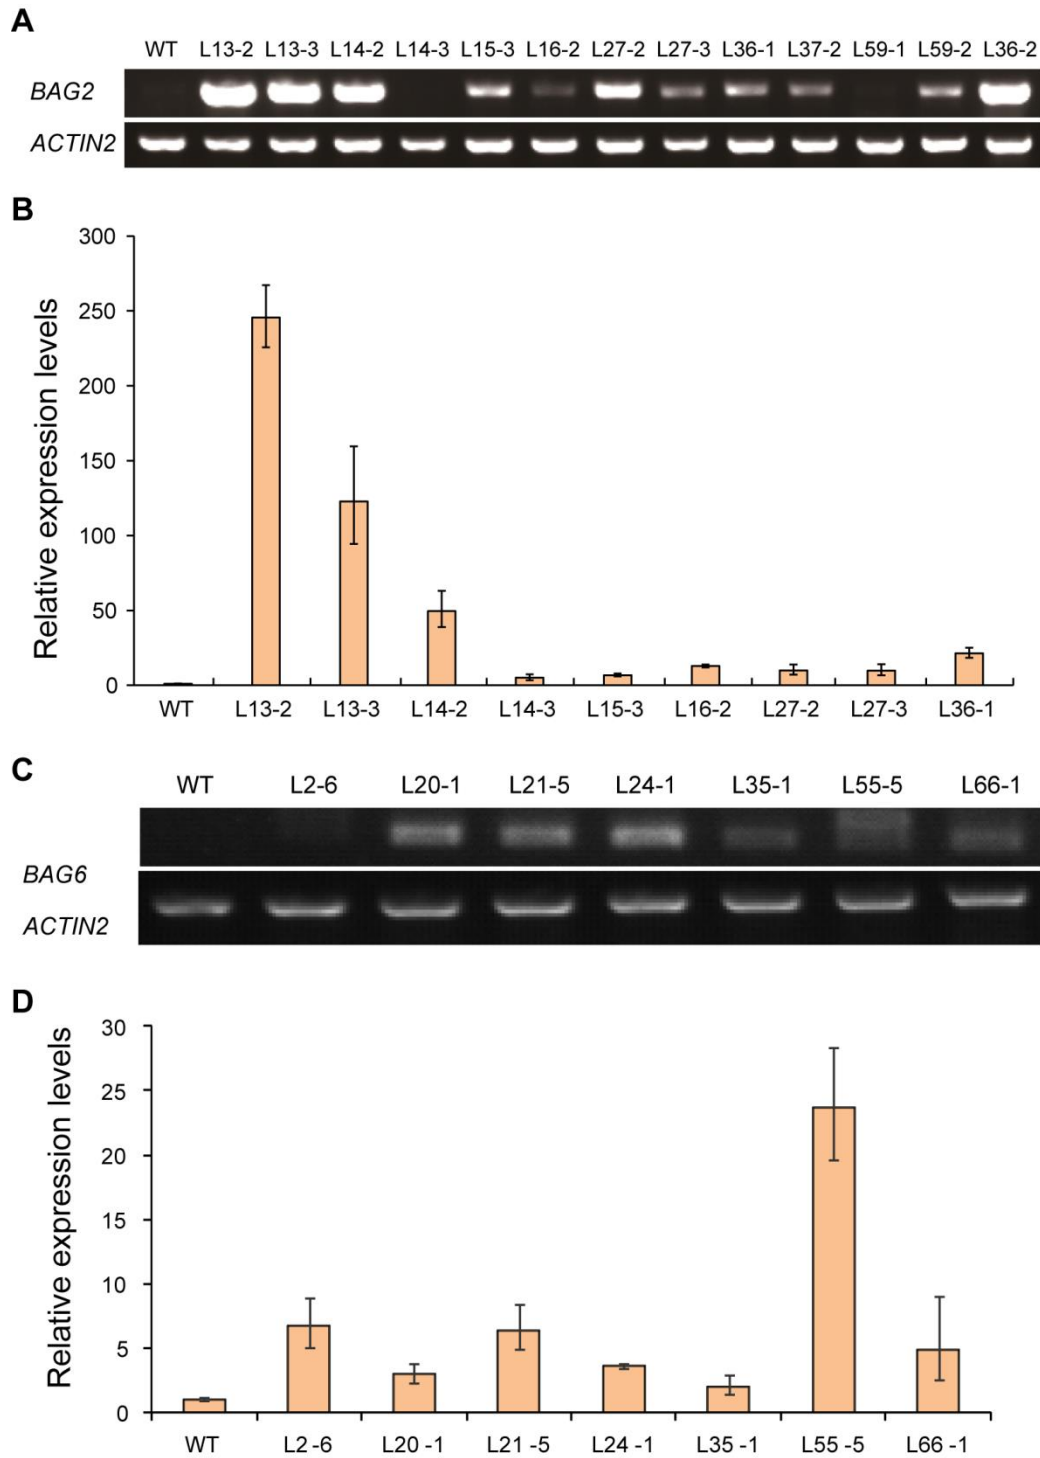 A
WT L13-2 L13-3 L14-2 L14-3 L15-3 L16-2 L27-2 L27-3 L36-1 L37-2 L59-1 L59-2 L36-2
BAG2
ACTIN2
B
Relative expression levels
300
250
200
150
100
50
0
WT L13-2 L13-3 L14-2 L14-3 L15-3 L16-2 L27-2 L27-3 L36-1
C
WT L2-6 L20-1 L21-5 L24-1 L35-1 L55-5 L66-1
BAG6
ACTIN2
D
Relative expression levels
30
25
20
15
10
5
0
WT L2 -6 L20 -1 L21 -5 L24 -1 L35 -1 L55 -5 L66 -1